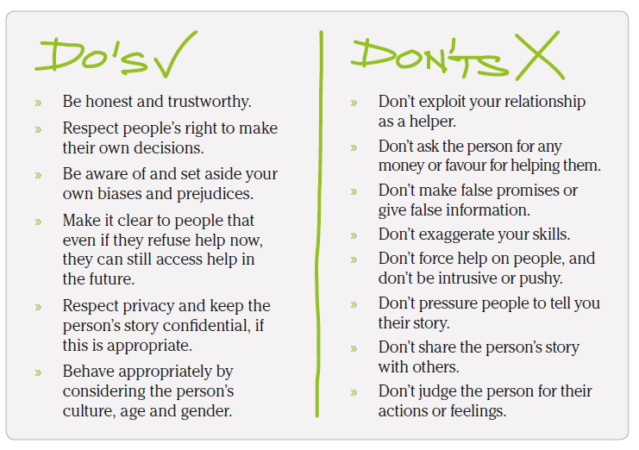 Do's ✓
» Be honest and trustworthy.
» Respect people's right to make
their own decisions.
» Be aware of and set aside your
own biases and prejudices.
» Make it clear to people that
even if they refuse help now,
they can still access help in
the future.
» Respect privacy and keep the
person's story confidential, if
this is appropriate.
» Behave appropriately by
considering the person's
culture, age and gender.
DON'TS X
» Don't exploit your relationship
as a helper.
» Don't ask the person for any
money or favour for helping them.
» Don't make false promises or
give false information.
» Don't exaggerate your skills.
» Don't force help on people, and
don't be intrusive or pushy.
» Don't pressure people to tell you
their story.
» Don't share the person's story
with others.
» Don't judge the person for their
actions or feelings.